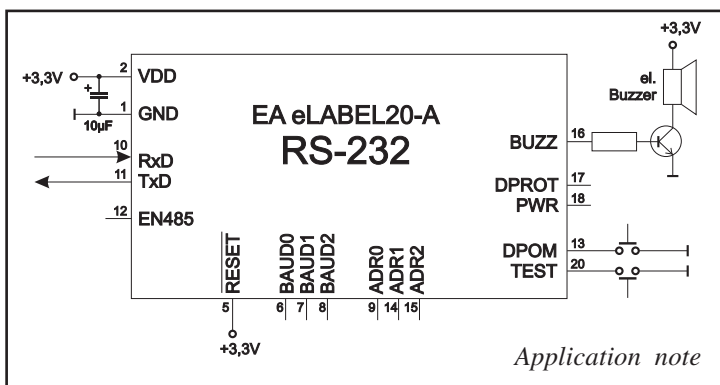 +3,3V
+3,3V
2
VDD
+
10µF
1
GND
EA eLABEL20-A
RS-232
10
RxD
11
TxD
12
EN485
el.
Buzzer
BUZZ
16
DPROT
17
PWR
18
DPOM
13
TEST
20
RESET
5
+3,3V
BAUD0
6
BAUD1
7
BAUD2
8
ADR0
9
ADR1
14
ADR2
15
Application note